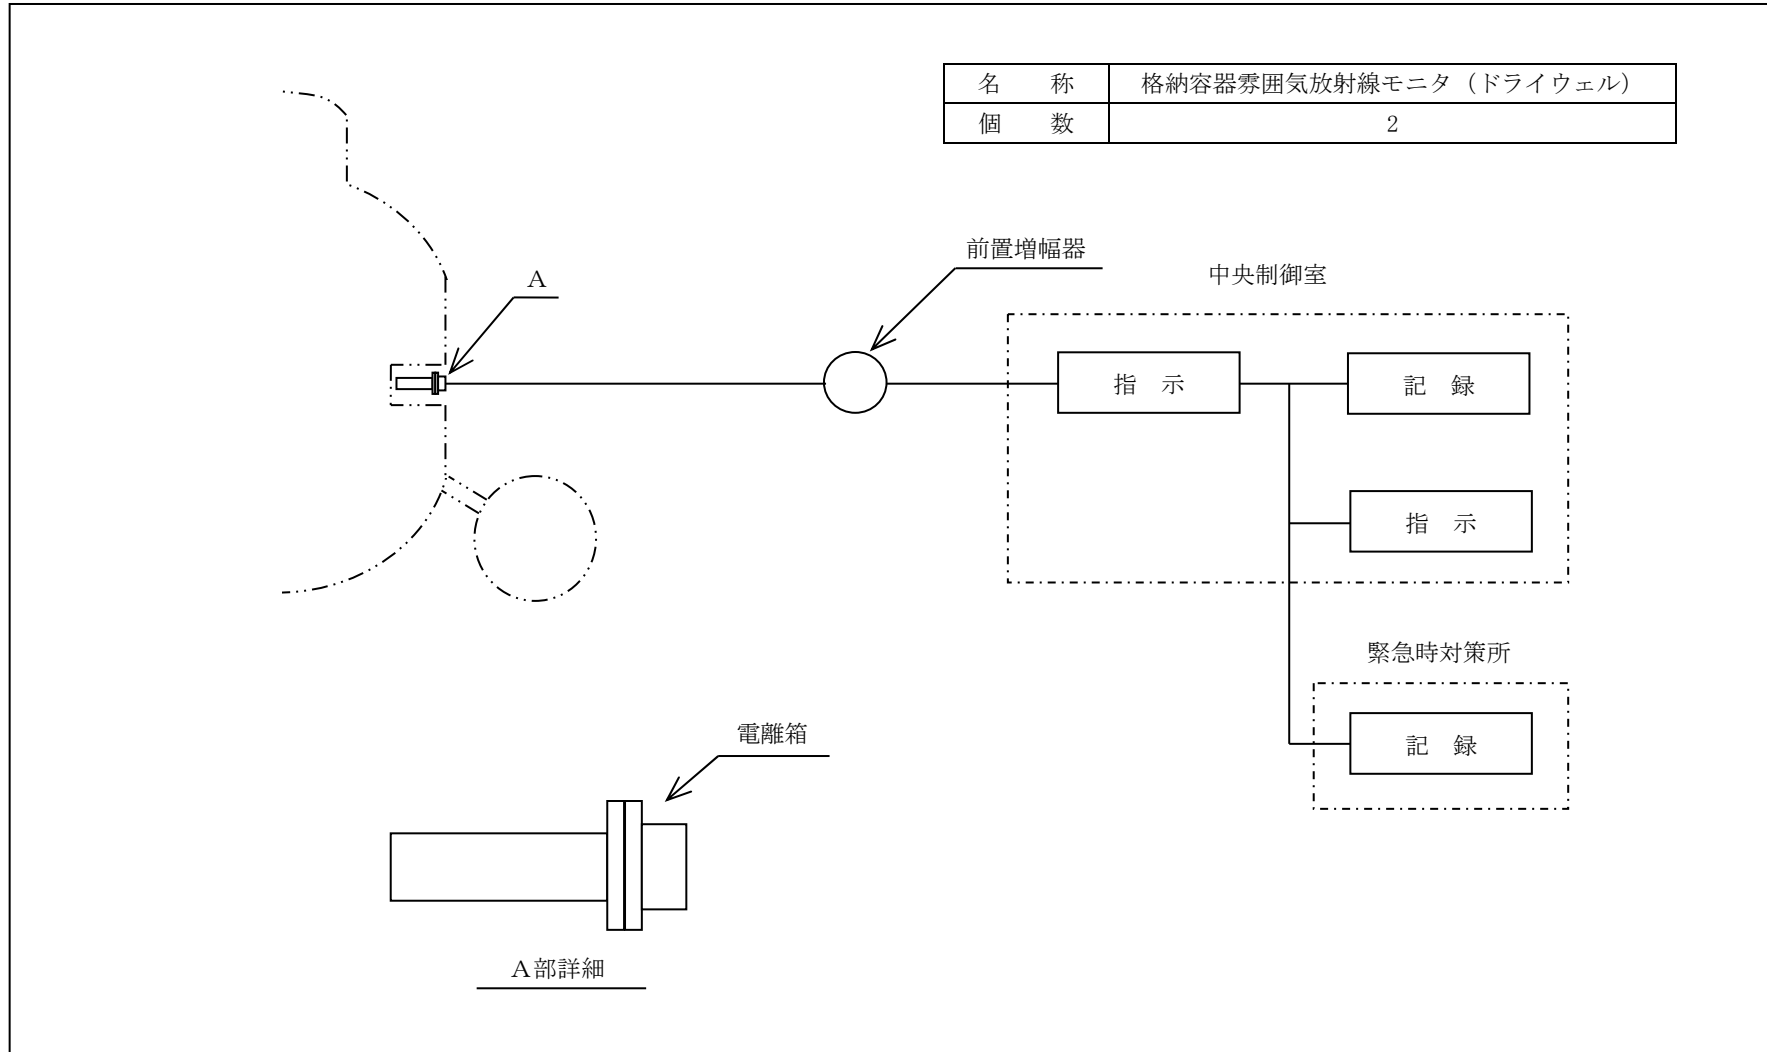 名　　称　格納容器雰囲気放射線モニタ（ドライウェル）
個　　数　2
前置増幅器
中央制御室
A
指　示
記　録
指　示
緊急時対策所
記　録
電離箱
A部詳細